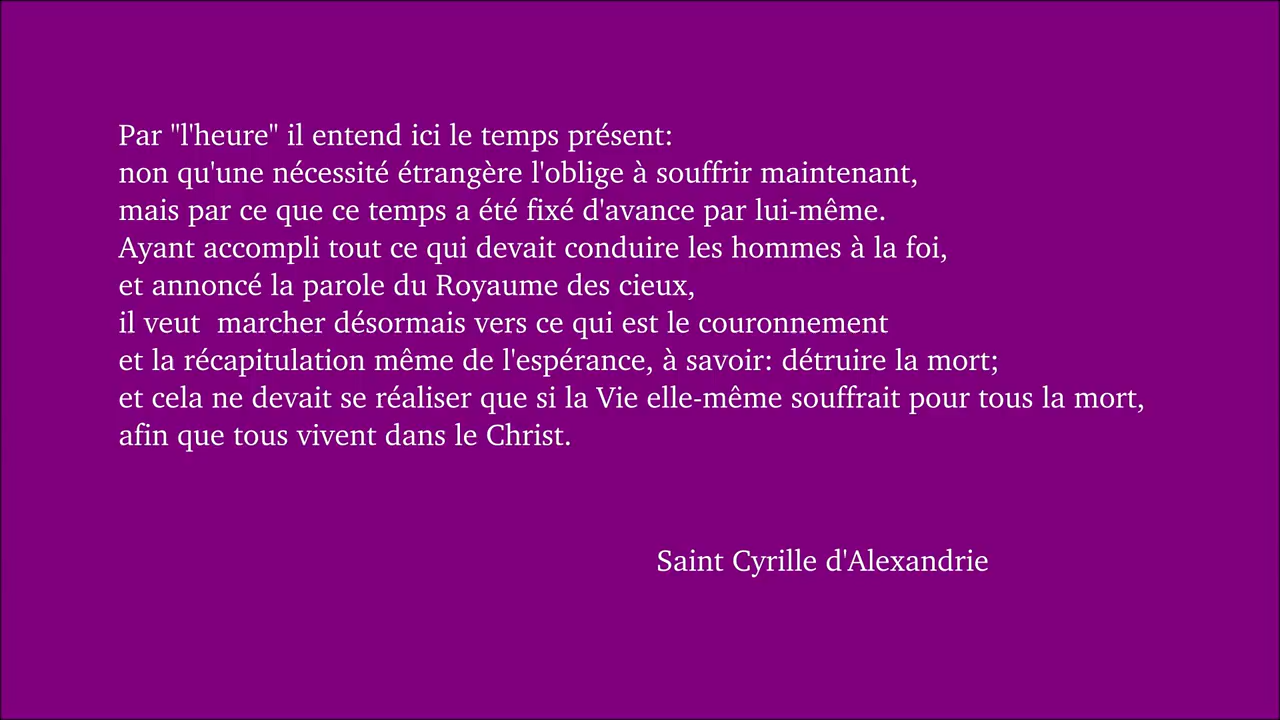 Par "l'heure" il entend ici le temps présent:
non qu'une nécessité étrangère l'oblige à souffrir maintenant,
mais par ce que ce temps a été fixé d'avance par lui-même.
Ayant accompli tout ce qui devait conduire les hommes à la foi,
et annoncé la parole du Royaume des cieux,
il veut  marcher désormais vers ce qui est le couronnement
et la récapitulation même de l'espérance, à savoir: détruire la mort;
et cela ne devait se réaliser que si la Vie elle-même souffrait pour tous la mort,
afin que tous vivent dans le Christ.
Saint Cyrille d'Alexandrie